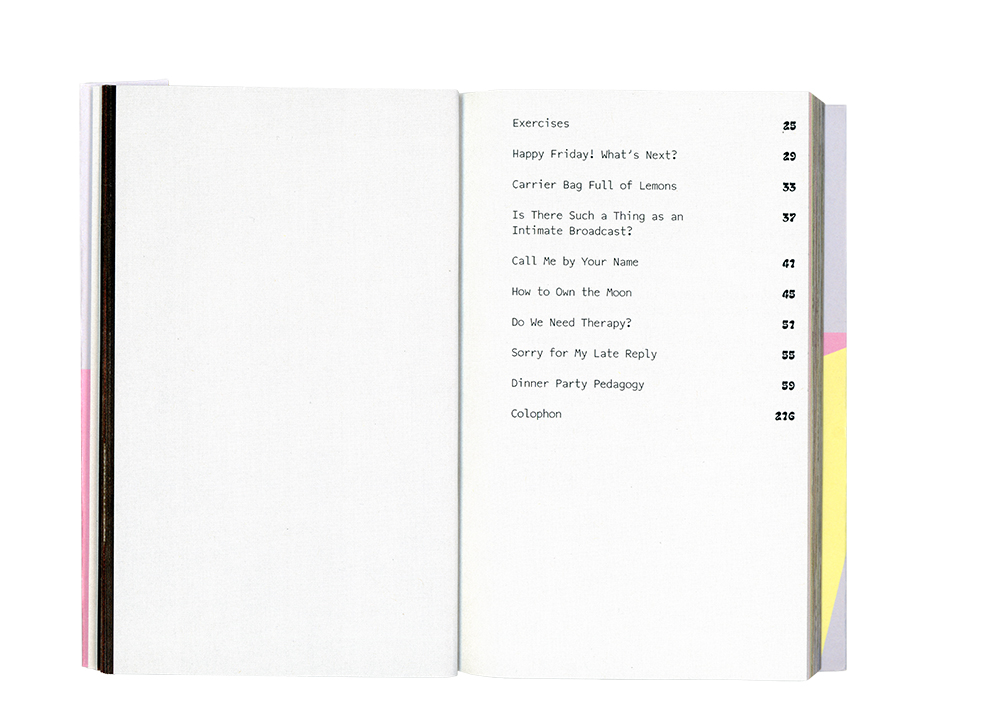 Exercises 25
Happy Friday! What's Next? 29
Carrier Bag Full of Lemons 33
Is There Such a Thing as an 37
Intimate Broadcast?
Call Me by Your Name 41
How to Own the Moon 45
Do We Need Therapy? 51
Sorry for My Late Reply 55
Dinner Party Pedagogy 59
Colophon 216